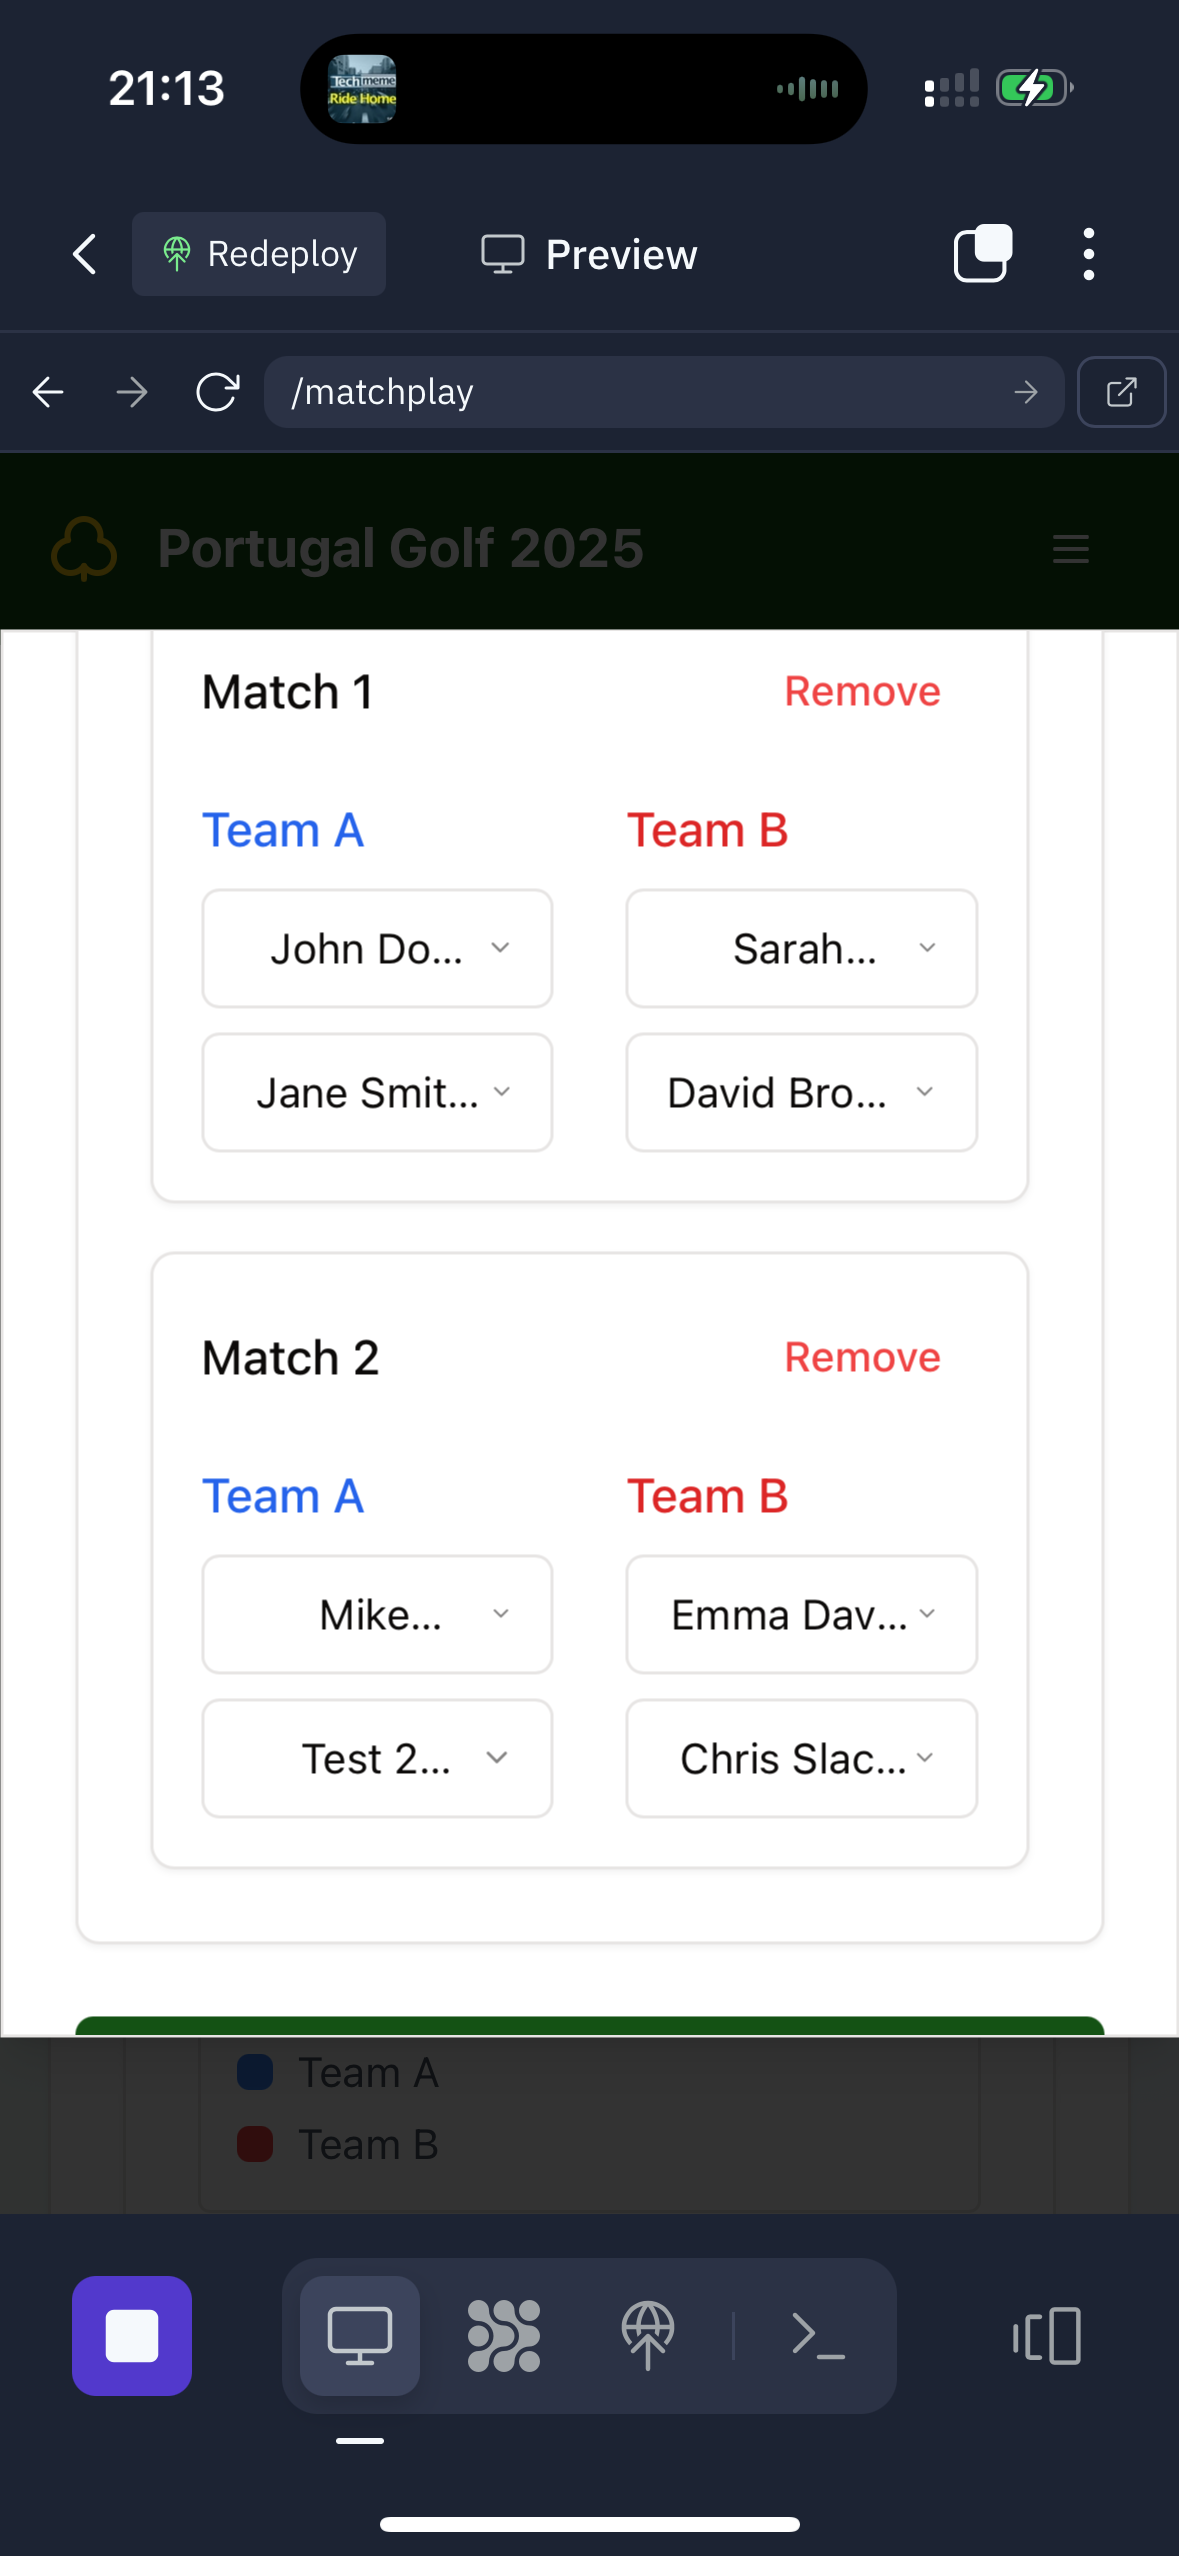 21:13
Techmeme
Ride Home
Redeploy
Preview
/matchplay
Portugal Golf 2025
Match 1
Remove
Team A
Team B
John Do...
Sarah...
Jane Smit...
David Bro...
Match 2
Remove
Team A
Team B
Mike...
Emma Dav...
Test 2...
Chris Slac...
Team A
Team B